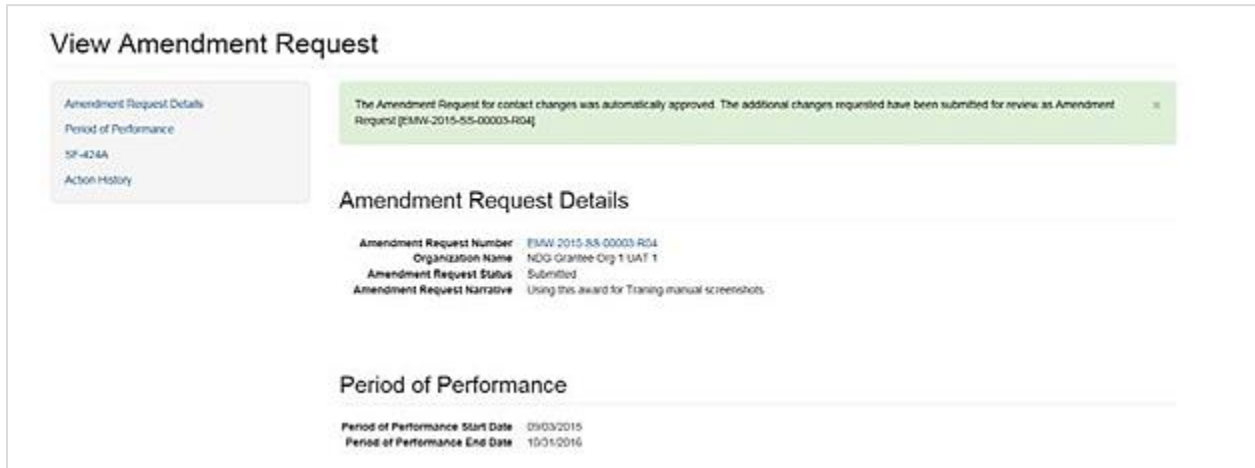 View Amendment Request
Amendment Request Details
Period of Performance
SF-424A
Action History
The Amendment Request for contact changes was automatically approved. The additional changes requested have been submitted for review as Amendment
Request [EMW-2015-SS-00003-R04]
×
Amendment Request Details
Amendment Request Number EMW-2015-SS-00003-R04
Organization Name NDG Grantee Org 1 UAT 1
Amendment Request Status Submitted
Amendment Request Narrative Using this award for Training manual screenshots
Period of Performance
Period of Performance Start Date 09/03/2015
Period of Performance End Date 10/31/2016